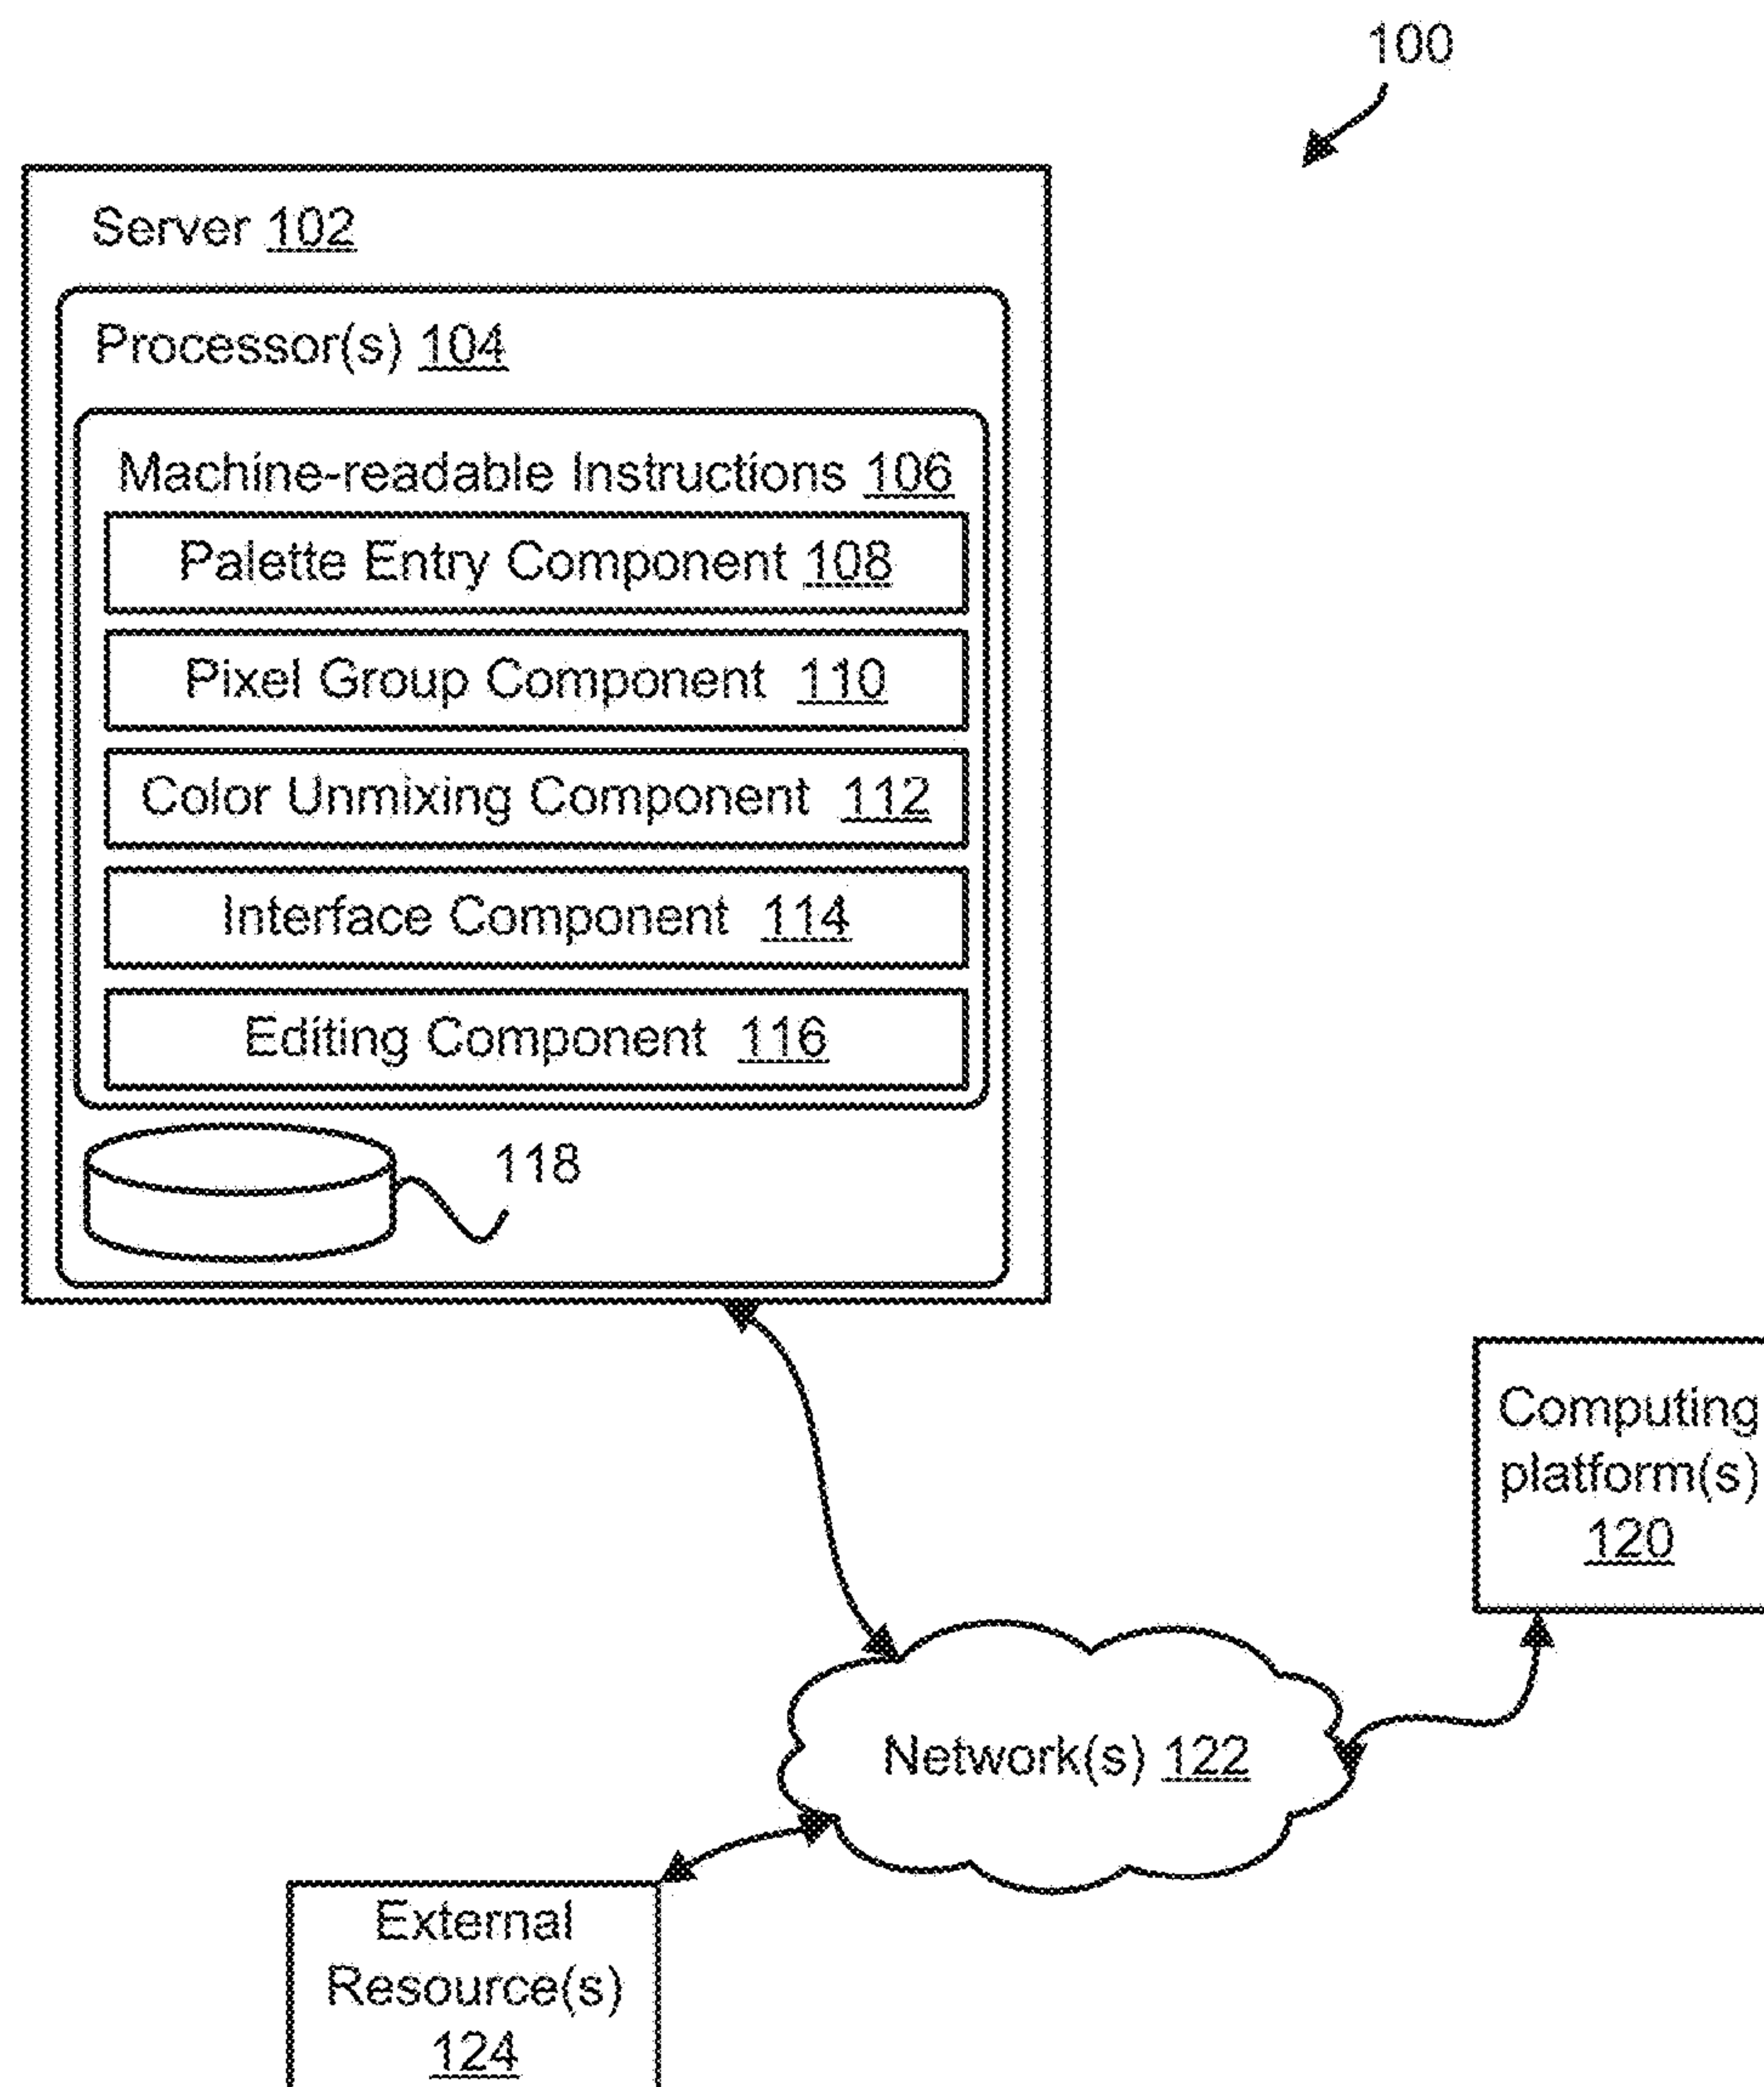 100
Server 102
Processor(s) 104
Machine-readable Instructions 106
Palette Entry Component 108
Pixel Group Component 110
Color Unmixing Component 112
Interface Component 114
Editing Component 116
118
Computing
platform(s)
120
Network(s) 122
External
Resource(s)
124